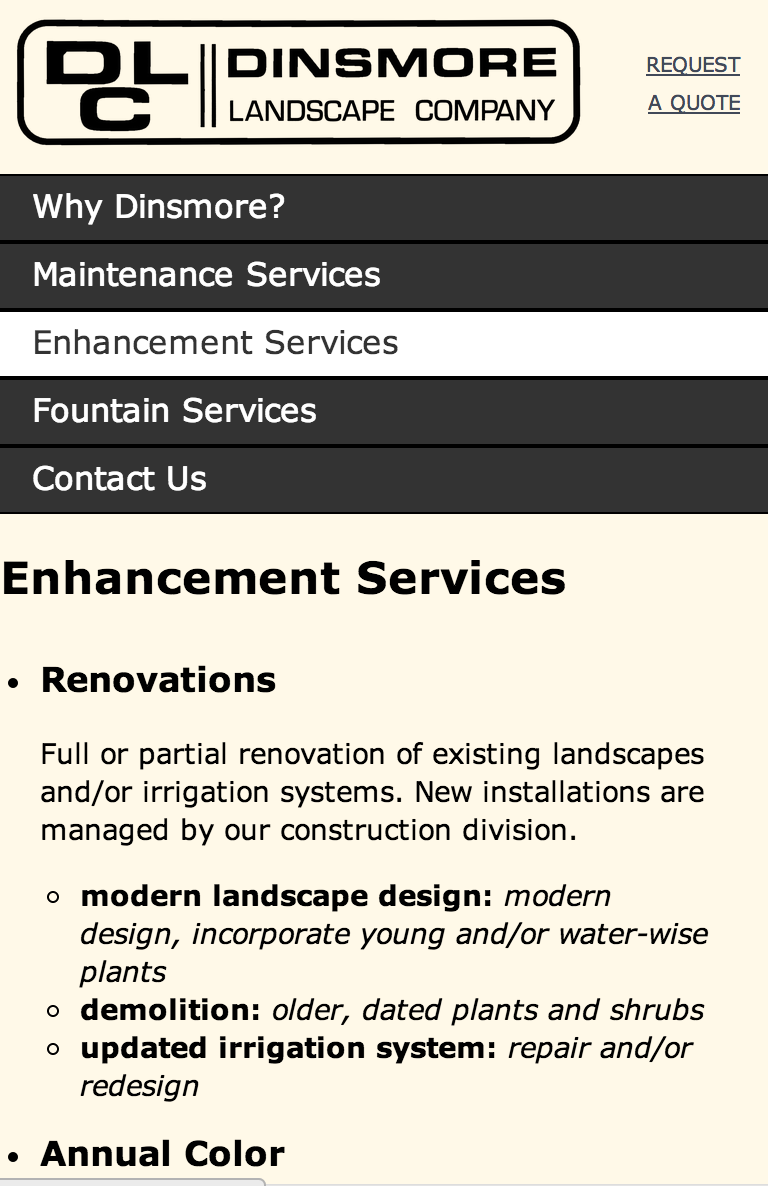 DL
C
DINSMORE
LANDSCAPE COMPANY
REQUEST
A QUOTE
Why Dinsmore?
Maintenance Services
Enhancement Services
Fountain Services
Contact Us
Enhancement Services
• Renovations
Full or partial renovation of existing landscapes
and/or irrigation systems. New installations are
managed by our construction division.
◦ modern landscape design: modern
design, incorporate young and/or water-wise
plants
◦ demolition: older, dated plants and shrubs
◦ updated irrigation system: repair and/or
redesign
• Annual Color